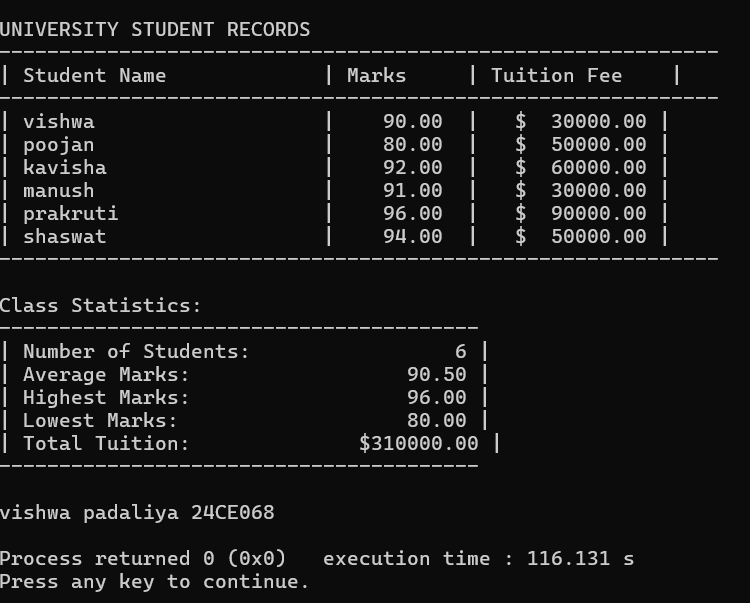 UNIVERSITY STUDENT RECORDS
------------------------------------------------------------
| Student Name             | Marks     | Tuition Fee    |
------------------------------------------------------------
| vishwa                   |    90.00  |   $  30000.00 |
| poojan                   |    80.00  |   $  50000.00 |
| kavisha                  |    92.00  |   $  60000.00 |
| manush                   |    91.00  |   $  30000.00 |
| prakruti                 |    96.00  |   $  90000.00 |
| shaswat                  |    94.00  |   $  50000.00 |
------------------------------------------------------------
Class Statistics:
----------------------------------------
| Number of Students:                 6 |
| Average Marks:                  90.50 |
| Highest Marks:                  96.00 |
| Lowest Marks:                   80.00 |
| Total Tuition:              $310000.00 |
----------------------------------------
vishwa padaliya 24CE068
Process returned 0 (0x0)   execution time : 116.131 s
Press any key to continue.